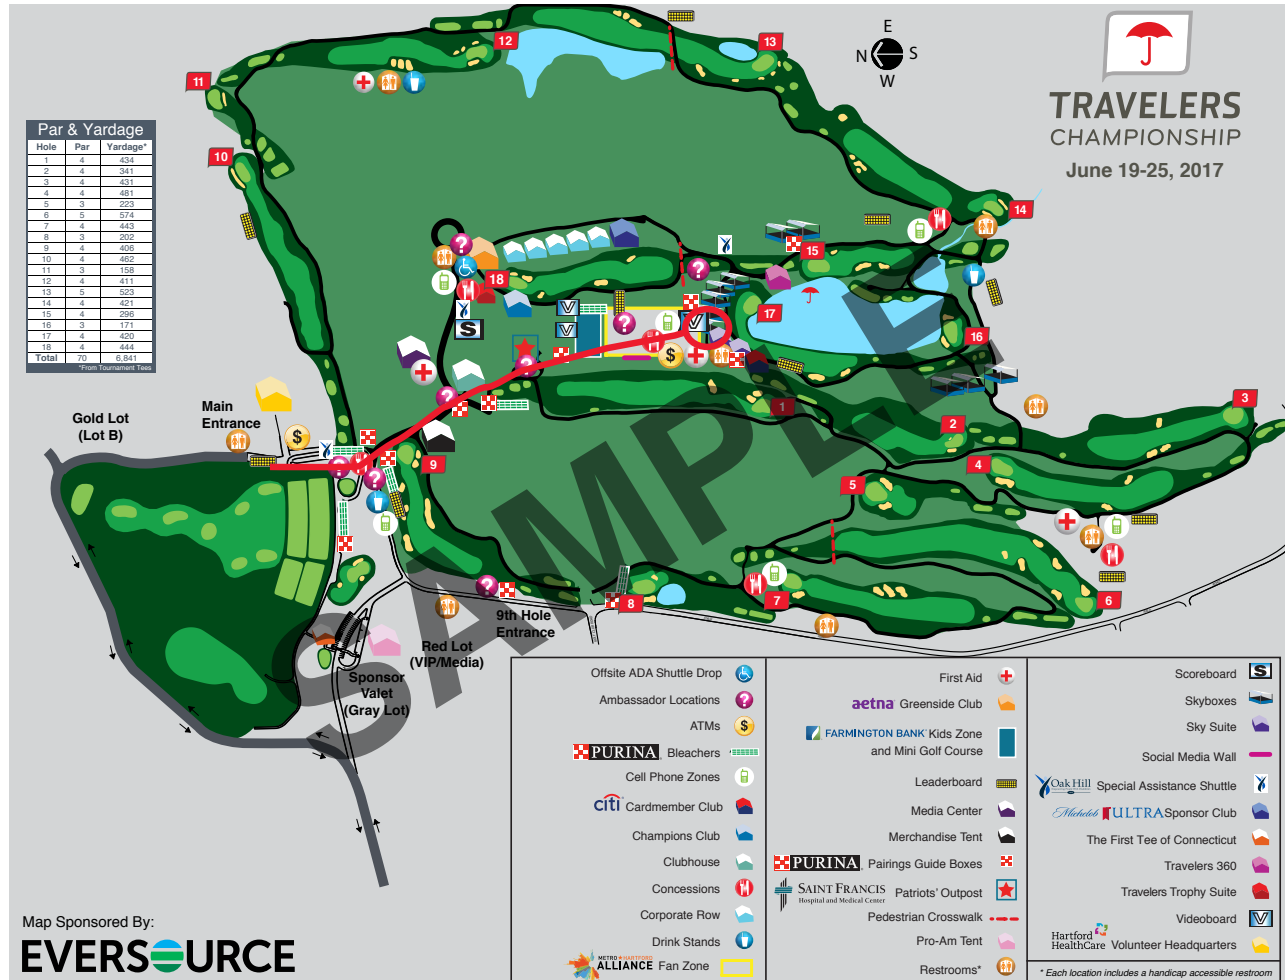 E
N
S
W
TRAVELERS
CHAMPIONSHIP
June 19-25, 2017
Par & Yardage
Hole Par Yardage*
1 4 434
2 4 341
3 4 431
4 4 481
5 3 223
6 5 574
7 4 443
8 3 202
9 4 406
10 4 462
11 3 158
12 4 411
13 5 523
14 4 421
15 4 296
16 3 171
17 4 420
18 4 444
Total 70 6,841
*From Tournament Tees
12
13
11
10
14
15
18
17
16
1
2
3
4
5
9
6
7
8
Gold Lot
(Lot B)
Main
Entrance
9th Hole
Entrance
Red Lot
(VIP/Media)
Sponsor
Valet
(Gray Lot)
SAMPLE
Offsite ADA Shuttle Drop
Ambassador Locations
ATMs
PURINA Bleachers
Cell Phone Zones
citi Cardmember Club
Champions Club
Clubhouse
Concessions
Corporate Row
Drink Stands
METRO HARTFORD ALLIANCE Fan Zone
First Aid
aetna Greenside Club
FARMINGTON BANK Kids Zone
and Mini Golf Course
Leaderboard
Media Center
Merchandise Tent
PURINA Pairings Guide Boxes
SAINT FRANCIS Hospital and Medical Center Patriots' Outpost
Pedestrian Crosswalk
Pro-Am Tent
Restrooms*
Scoreboard S
Skyboxes
Sky Suite
Social Media Wall
Oak Hill Special Assistance Shuttle
Michelob ULTRA Sponsor Club
The First Tee of Connecticut
Travelers 360
Travelers Trophy Suite
Videoboard V
Hartford HealthCare Volunteer Headquarters
* Each location includes a handicap accessible restroom
Map Sponsored By:
EVERSOURCE